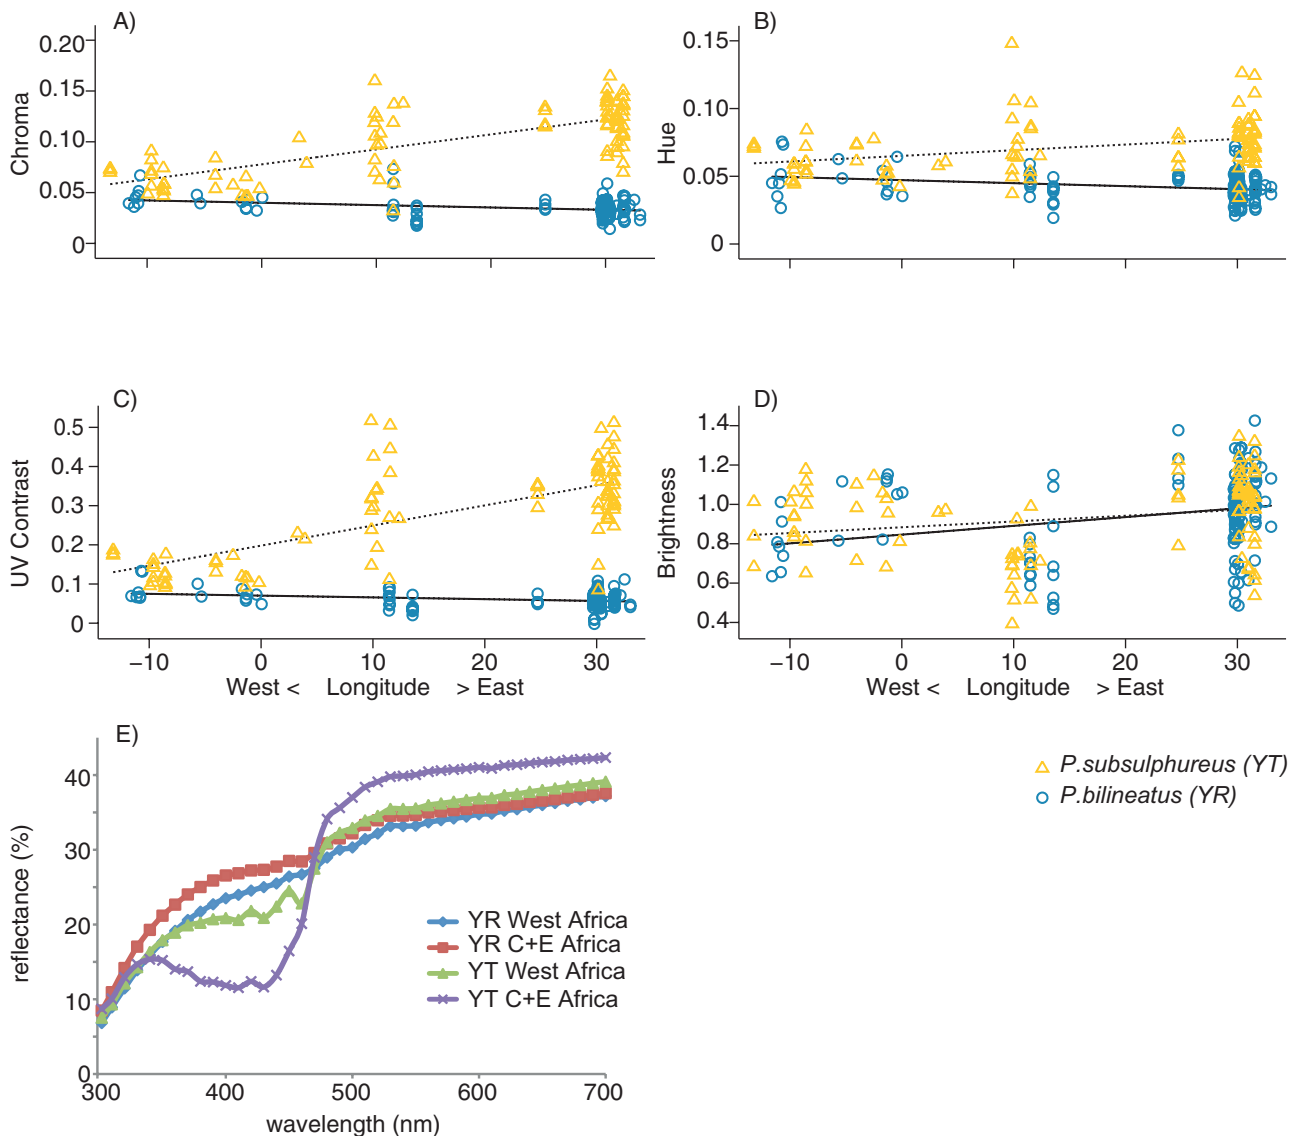 A)
Chroma
0.20
0.15
0.10
0.05
0
B)
Hue
0.15
0.10
0.05
0
C)
UV Contrast
0.5
0.4
0.3
0.2
0.1
0
−10 0 10 20 30
West < Longitude > East
D)
Brightness
1.4
1.2
1.0
0.8
0.6
0.4
−10 0 10 20 30
West < Longitude > East
E)
reflectance (%)
40
30
20
10
0
300 400 500 600 700
wavelength (nm)
YR West Africa
YR C+E Africa
YT West Africa
YT C+E Africa
P.subsulphureus (YT)
P.bilineatus (YR)